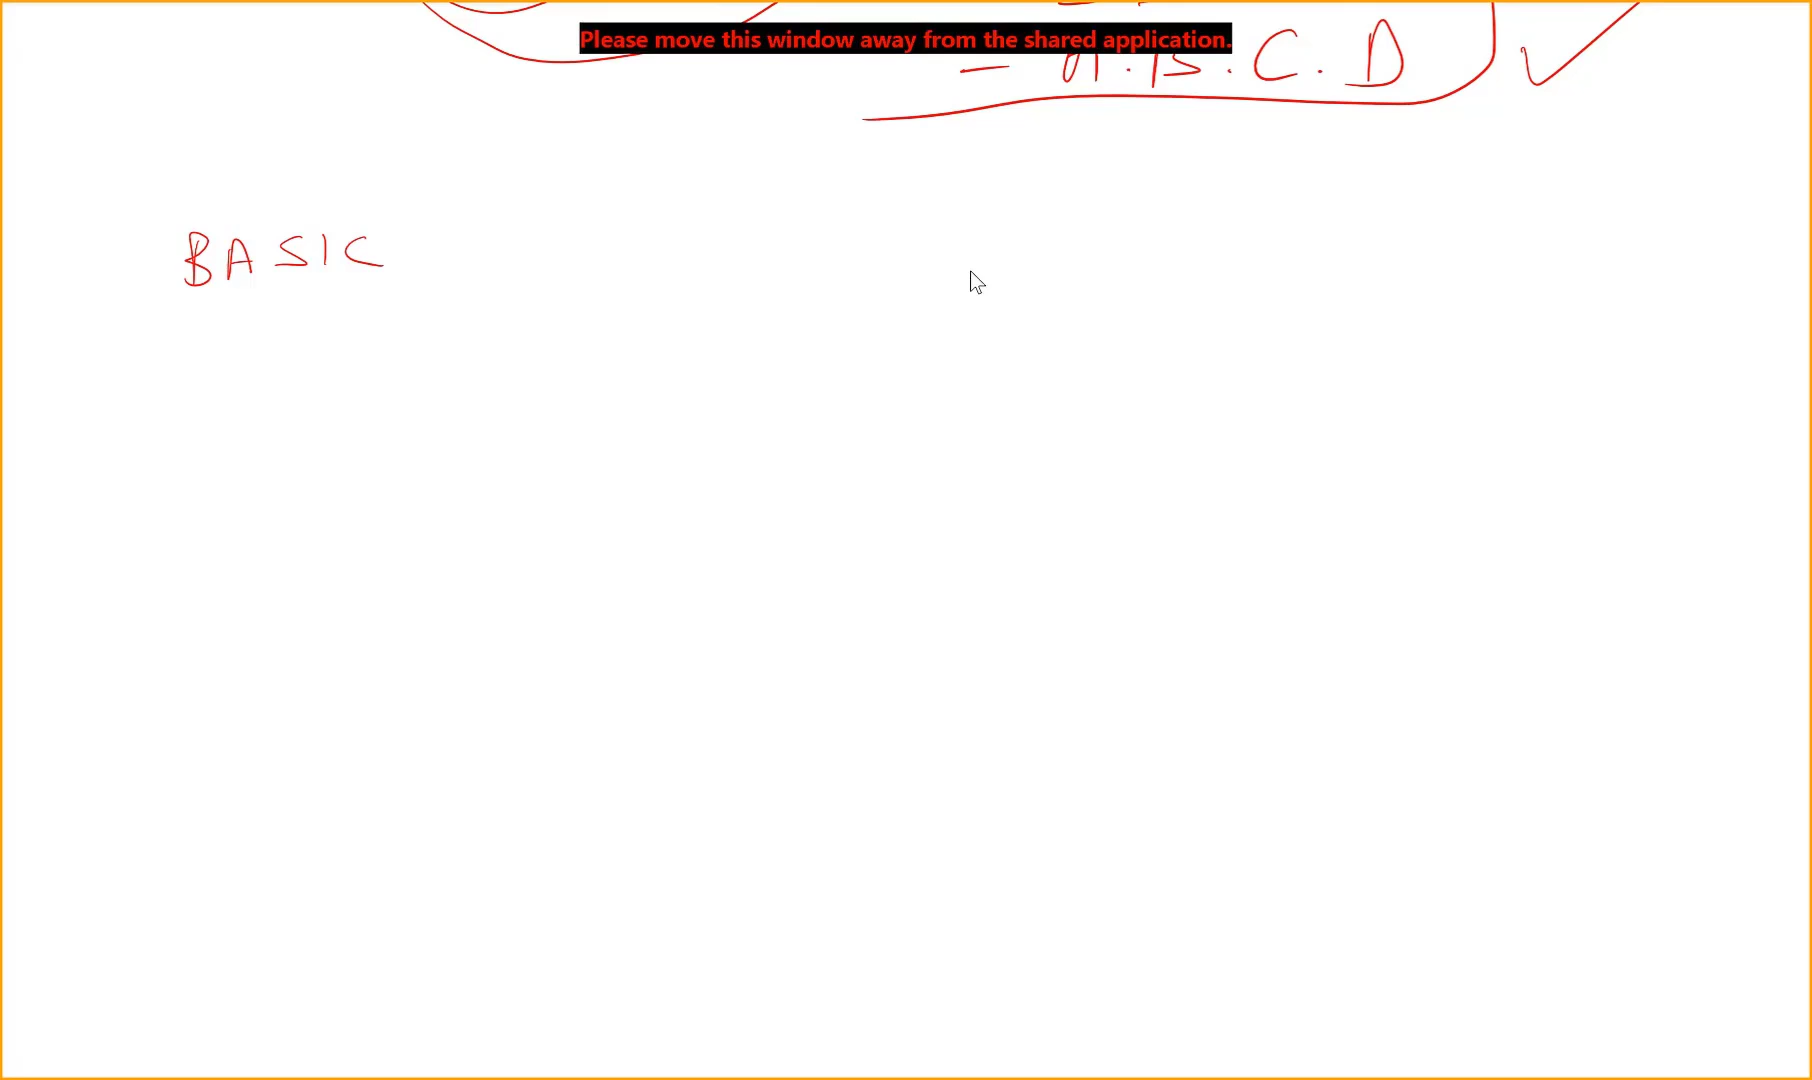 Please move this window away from the shared application.
- A.B.C.D
BASIC